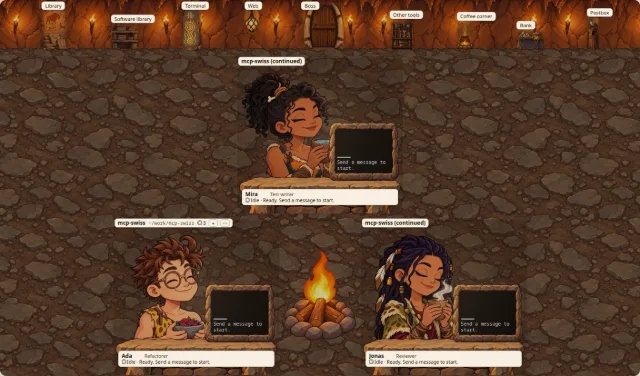 Library
Software library
Terminal
Web
Boss
Other tools
Coffee corner
Bank
Postbox
mcp-swiss (continued)
Send a message to
start.
Mira Test writer
Idle · Ready. Send a message to start.
mcp-swiss ~/work/mcp-swiss 3 +
mcp-swiss (continued)
Send a message to
start.
Send a message to
start.
Ada Refactorer
Idle · Ready. Send a message to start.
Jonas Reviewer
Idle · Ready. Send a message to start.